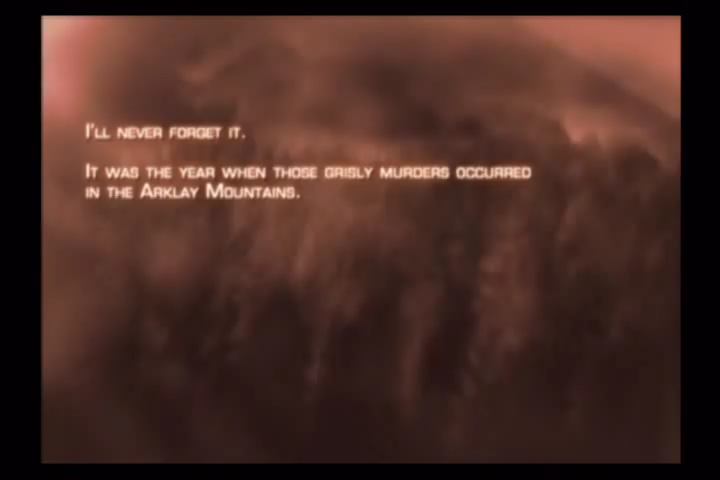 I'll never forget it.
It was the year when those grisly murders occurred
in the Arklay Mountains.